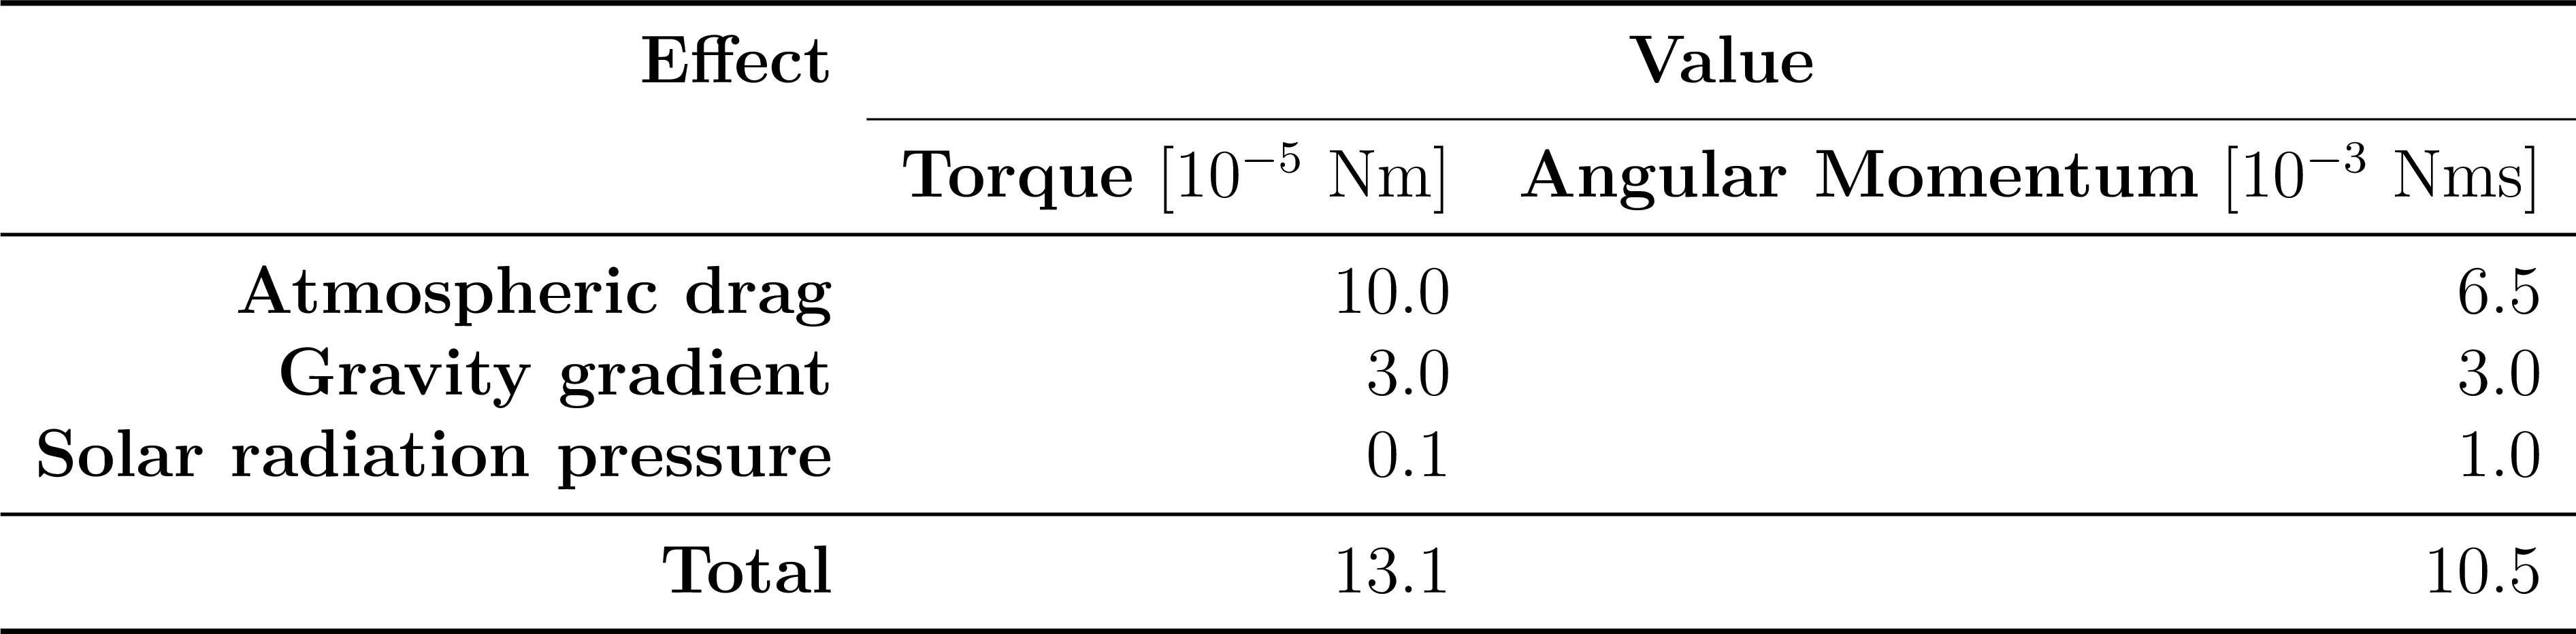 Effect Value
Torque [10⁻⁵ Nm] Angular Momentum [10⁻³ Nms]
Atmospheric drag 10.0 6.5
Gravity gradient 3.0 3.0
Solar radiation pressure 0.1 1.0
Total 13.1 10.5